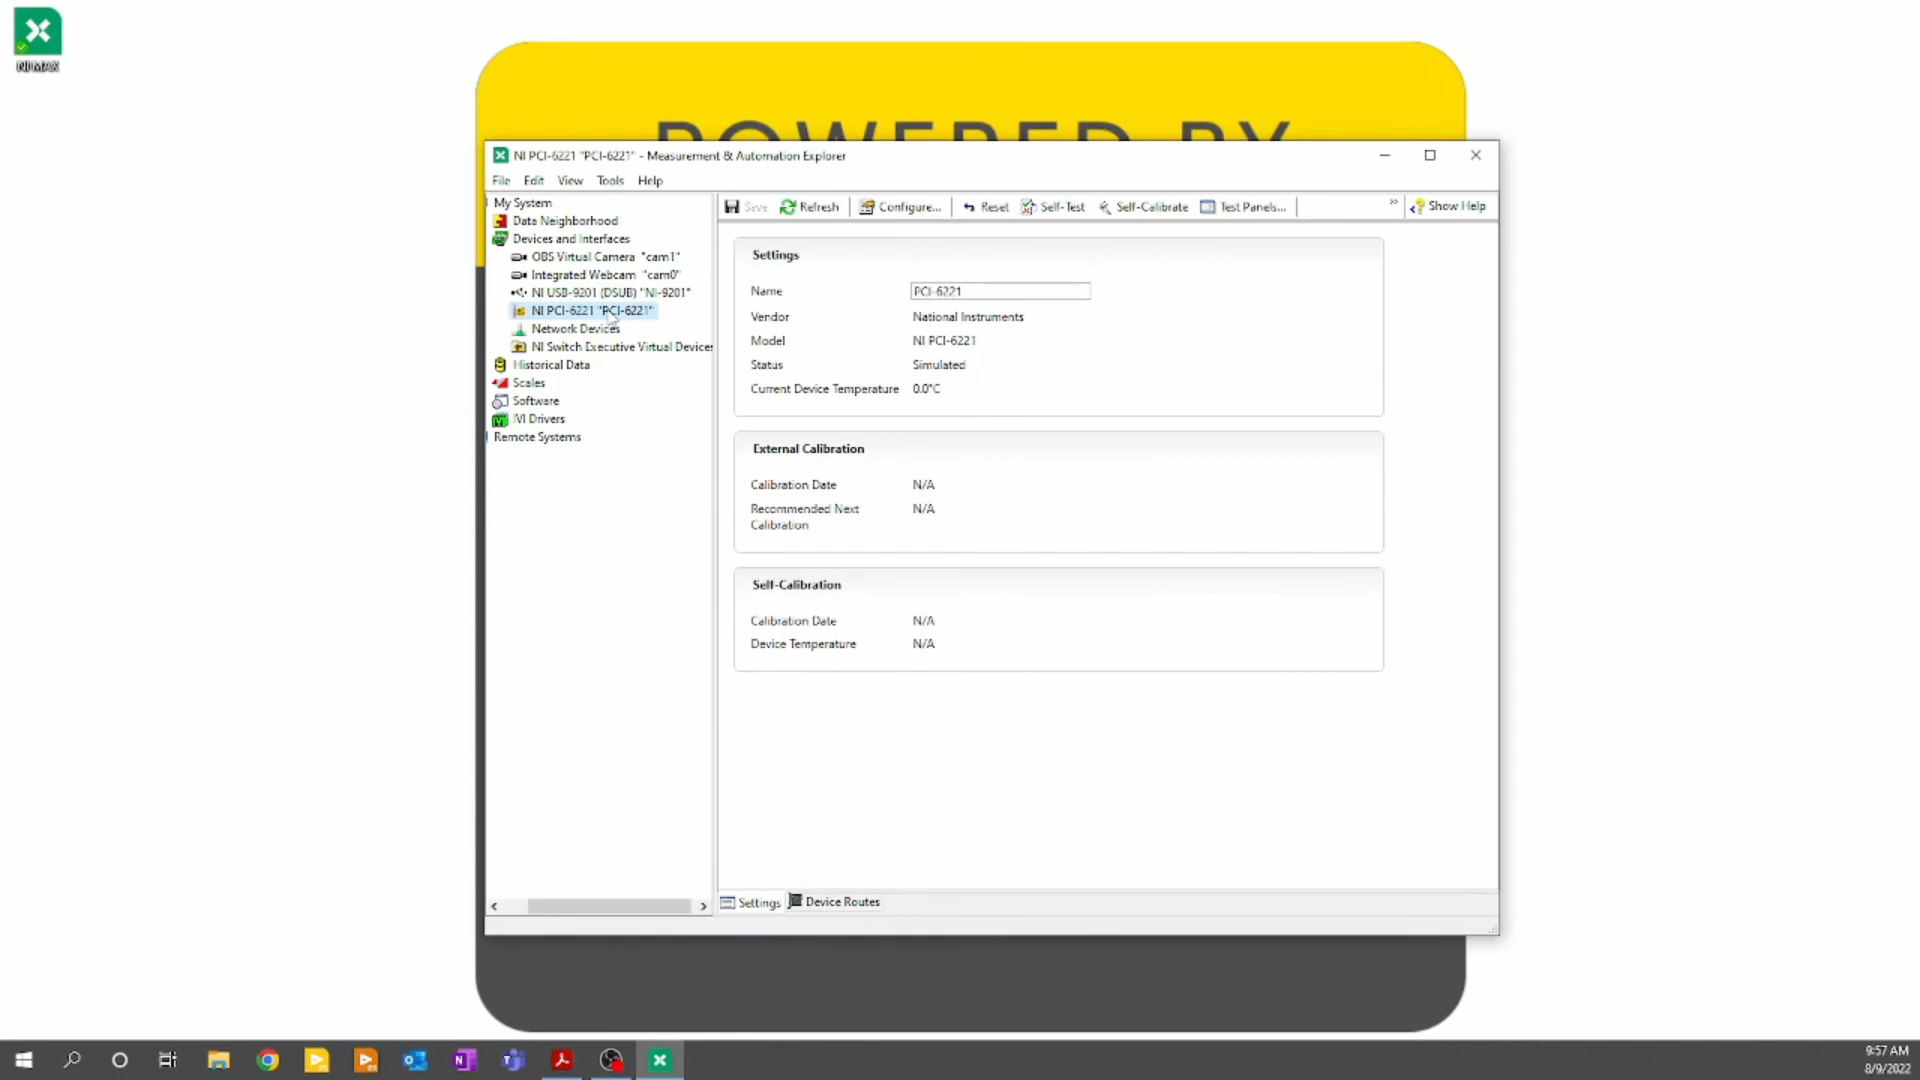 NI MAX
POWERED BY
NI PCI-6221 "PCI-6221" - Measurement & Automation Explorer
File Edit View Tools Help
My System
Data Neighborhood
Devices and Interfaces
OBS Virtual Camera "cam1"
Integrated Webcam "cam0"
NI USB-9201 (DSUB) "NI-9201"
NI PCI-6221 "PCI-6221"
Network Devices
NI Switch Executive Virtual Devices
Historical Data
Scales
Software
IVI Drivers
Remote Systems
Save Refresh Configure... Reset Self-Test Self-Calibrate Test Panels... » Show Help
Settings
Name PCI-6221
Vendor National Instruments
Model NI PCI-6221
Status Simulated
Current Device Temperature 0.0°C
External Calibration
Calibration Date N/A
Recommended Next N/A
Calibration
Self-Calibration
Calibration Date N/A
Device Temperature N/A
Settings Device Routes
9:57 AM
8/9/2022